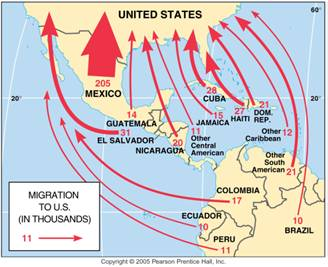 60°
UNITED STATES
205
MEXICO
20°
20°
28
CUBA
27
HAITI
21
DOM.
REP.
14
GUATEMALA
15
JAMAICA
12
Other
Caribbean
31
EL SALVADOR
11
Other
Central
American
20
NICARAGUA
Other
South
American
21
COLOMBIA
17
ECUADOR
10
PERU
11
10
BRAZIL
MIGRATION
TO U.S.
(IN THOUSANDS)
11
Copyright © 2005 Pearson Prentice Hall, Inc.